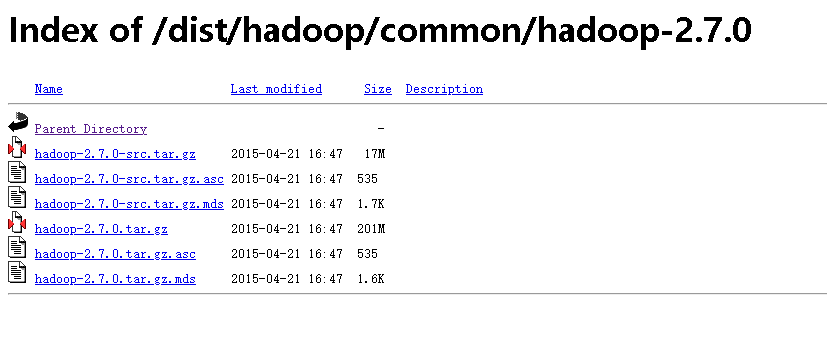 Index of /dist/hadoop/common/hadoop-2.7.0
Name Last modified Size Description
Parent Directory -
hadoop-2.7.0-src.tar.gz 2015-04-21 16:47 17M
hadoop-2.7.0-src.tar.gz.asc 2015-04-21 16:47 535
hadoop-2.7.0-src.tar.gz.mds 2015-04-21 16:47 1.7K
hadoop-2.7.0.tar.gz 2015-04-21 16:47 201M
hadoop-2.7.0.tar.gz.asc 2015-04-21 16:47 535
hadoop-2.7.0.tar.gz.mds 2015-04-21 16:47 1.6K